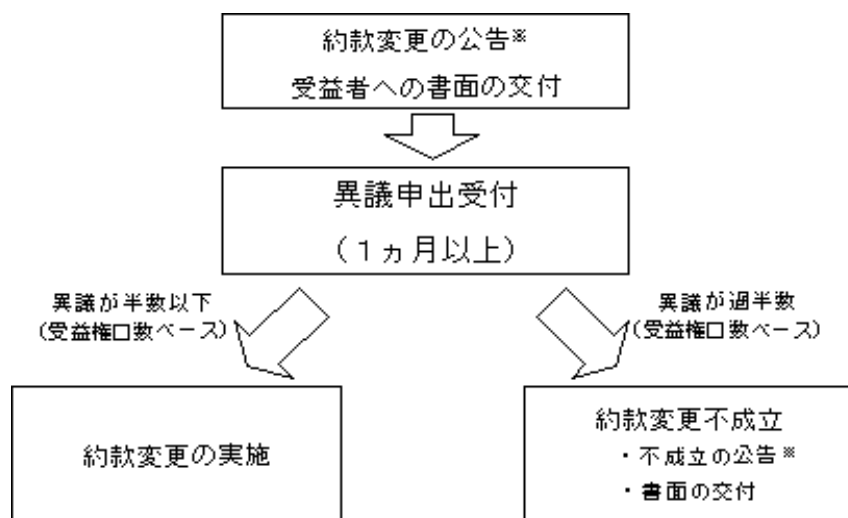 約款変更の公告※
受益者への書面の交付
異議申出受付
(1ヵ月以上)
異議が半数以下
(受益権口数ベース)
異議が過半数
(受益権口数ベース)
約款変更の実施
約款変更不成立
・不成立の公告※
・書面の交付